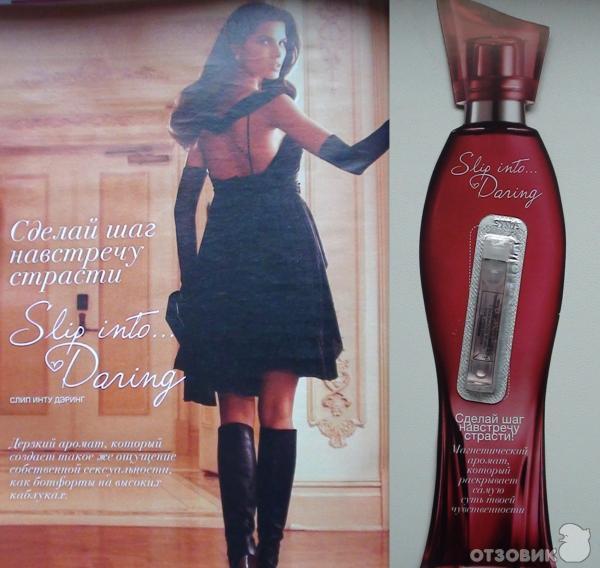 Сделай шаг
навстречу
страсти
Slip into...
Daring
СЛИП ИНТУ ДЭРИНГ
Дерзкий аромат, который
создает такое же ощущение
собственной сексуальности,
как ботфорты на высоких
каблуках.
Slip into...
Daring
Сделай шаг
навстречу
страсти!
Магнетический
аромат,
который
раскрывает
самую
суть твоей
чувственности
ОТЗОВИК